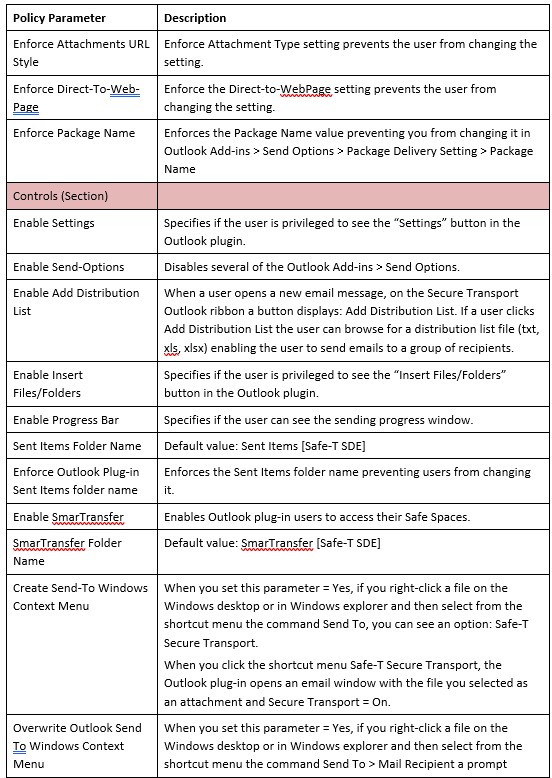 Policy Parameter
Description
Enforce Attachments URL
Style
Enforce Attachment Type setting prevents the user from changing the
setting.
Enforce Direct-To-Web-
Page
Enforce the Direct-to-WebPage setting prevents the user from
changing the setting.
Enforce Package Name
Enforces the Package Name value preventing you from changing it in
Outlook Add-ins > Send Options > Package Delivery Setting > Package
Name
Controls (Section)
Enable Settings
Specifies if the user is privileged to see the “Settings” button in the
Outlook plugin.
Enable Send-Options
Disables several of the Outlook Add-ins > Send Options.
Enable Add Distribution
List
When a user opens a new email message, on the Secure Transport
Outlook ribbon a button displays: Add Distribution List. If a user clicks
Add Distribution List the user can browse for a distribution list file (txt,
xls, xlsx) enabling the user to send emails to a group of recipients.
Enable Insert
Files/Folders
Specifies if the user is privileged to see the “Insert Files/Folders”
button in the Outlook plugin.
Enable Progress Bar
Specifies if the user can see the sending progress window.
Sent Items Folder Name
Default value: Sent Items [Safe-T SDE]
Enforce Outlook Plug-in
Sent Items folder name
Enforces the Sent Items folder name preventing users from changing
it.
Enable SmarTransfer
Enables Outlook plug-in users to access their Safe Spaces.
SmarTransfer Folder
Name
Default value: SmarTransfer [Safe-T SDE]
Create Send-To Windows
Context Menu
When you set this parameter = Yes, if you right-click a file on the
Windows desktop or in Windows explorer and then select from the
shortcut menu the command Send To, you can see an option: Safe-T
Secure Transport.
When you click the shortcut menu Safe-T Secure Transport, the
Outlook plug-in opens an email window with the file you selected as
an attachment and Secure Transport = On.
Overwrite Outlook Send
To Windows Context
Menu
When you set this parameter = Yes, if you right-click a file on the
Windows desktop or in Windows explorer and then select from the
shortcut menu the command Send To > Mail Recipient a prompt